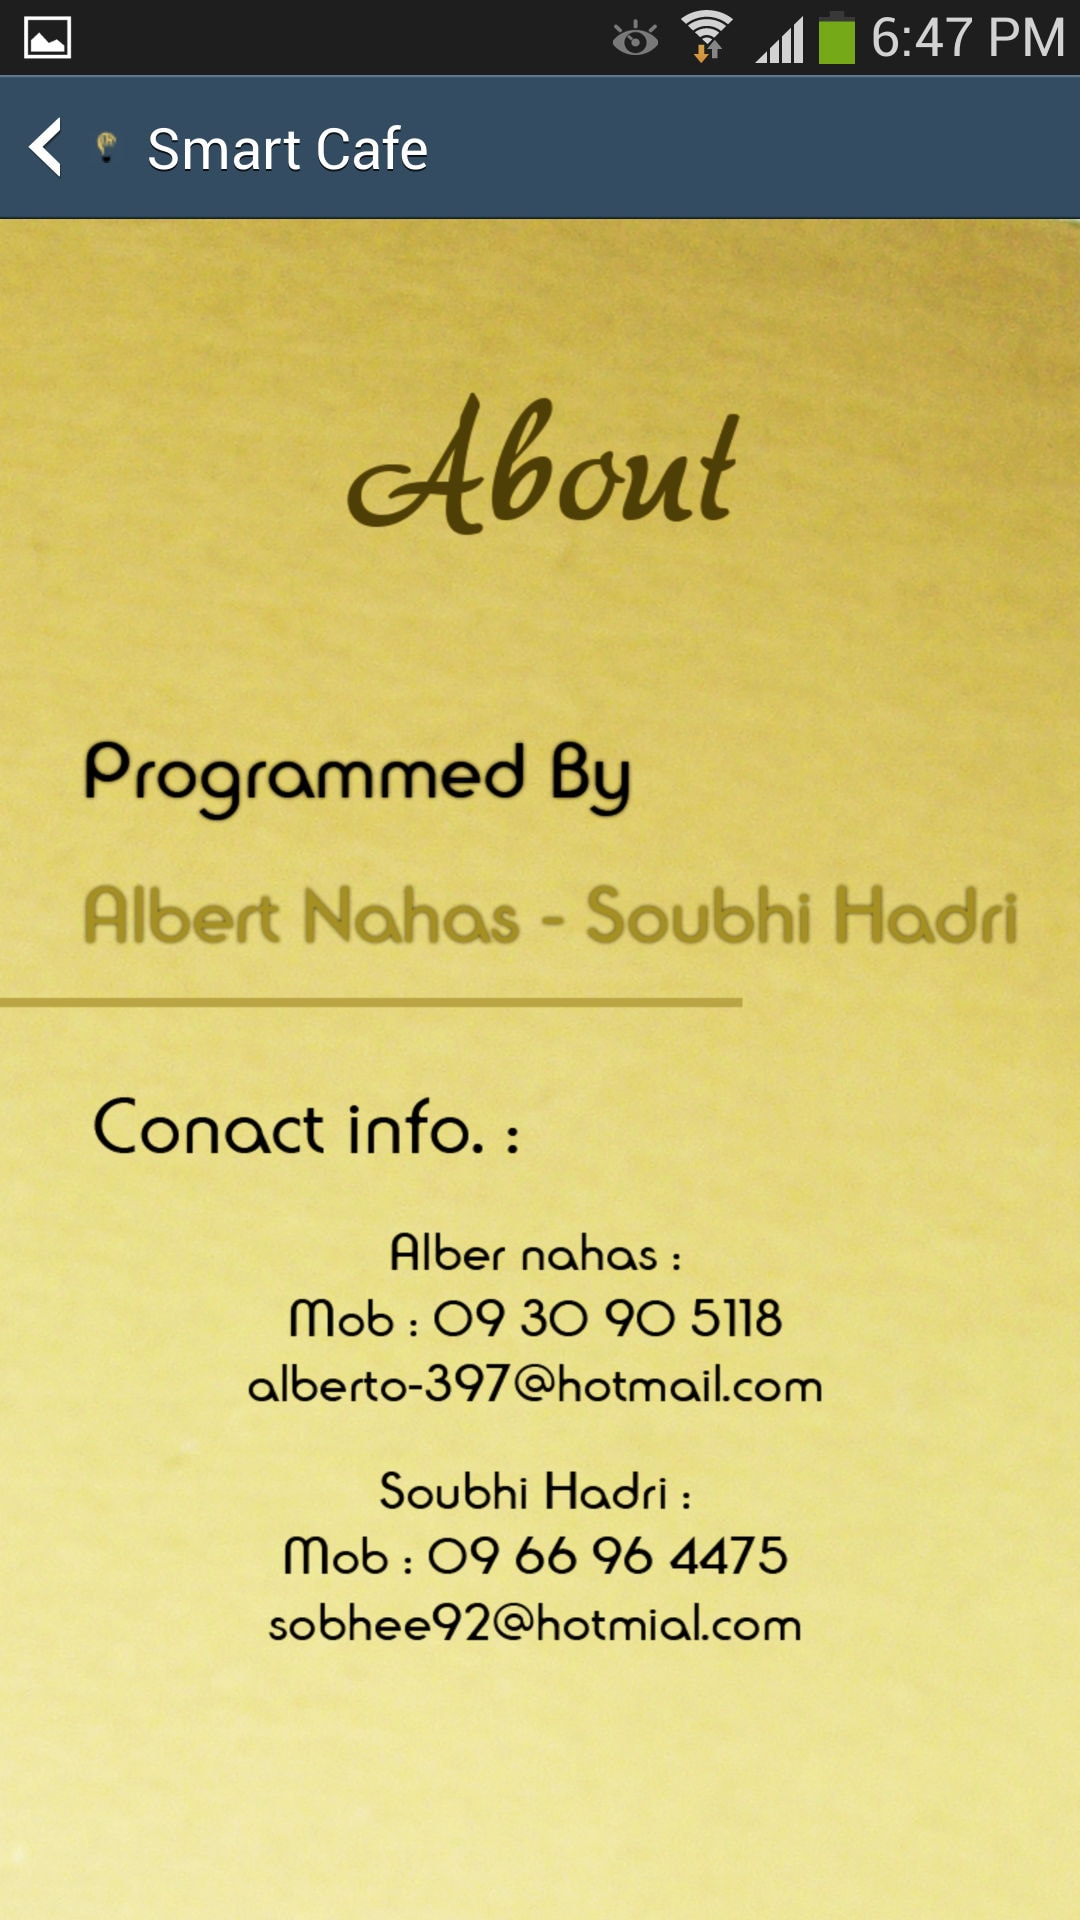 6:47 PM
Smart Cafe
About
Programmed By
Albert Nahas - Soubhi Hadri
Conact info. :
Alber nahas :
Mob : 09 30 90 5118
alberto-397@hotmail.com
Soubhi Hadri :
Mob : 09 66 96 4475
sobhee92@hotmial.com